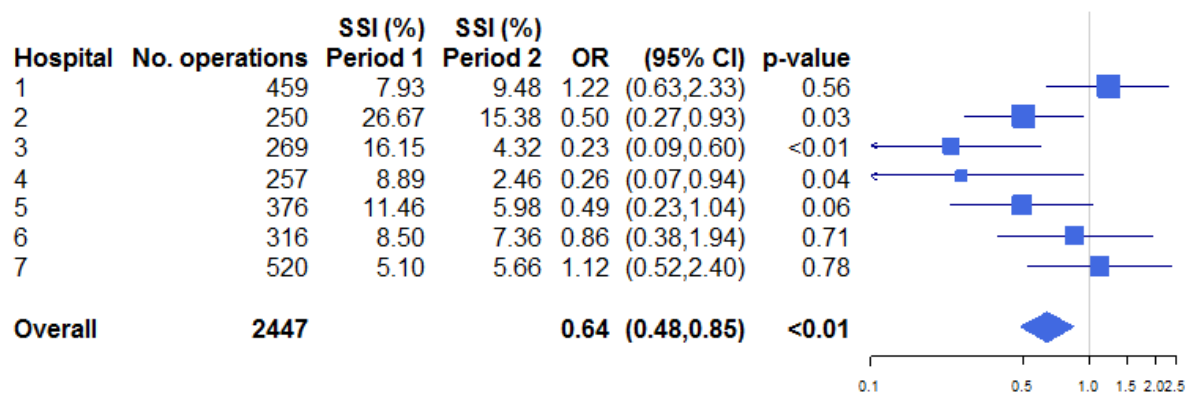 SSI (%) SSI (%)
Hospital No. operations Period 1 Period 2 OR (95% CI) p-value
1 459 7.93 9.48 1.22 (0.63,2.33) 0.56
2 250 26.67 15.38 0.50 (0.27,0.93) 0.03
3 269 16.15 4.32 0.23 (0.09,0.60) <0.01
4 257 8.89 2.46 0.26 (0.07,0.94) 0.04
5 376 11.46 5.98 0.49 (0.23,1.04) 0.06
6 316 8.50 7.36 0.86 (0.38,1.94) 0.71
7 520 5.10 5.66 1.12 (0.52,2.40) 0.78
Overall 2447 0.64 (0.48,0.85) <0.01
0.1 0.5 1.0 1.5 2.0 2.5